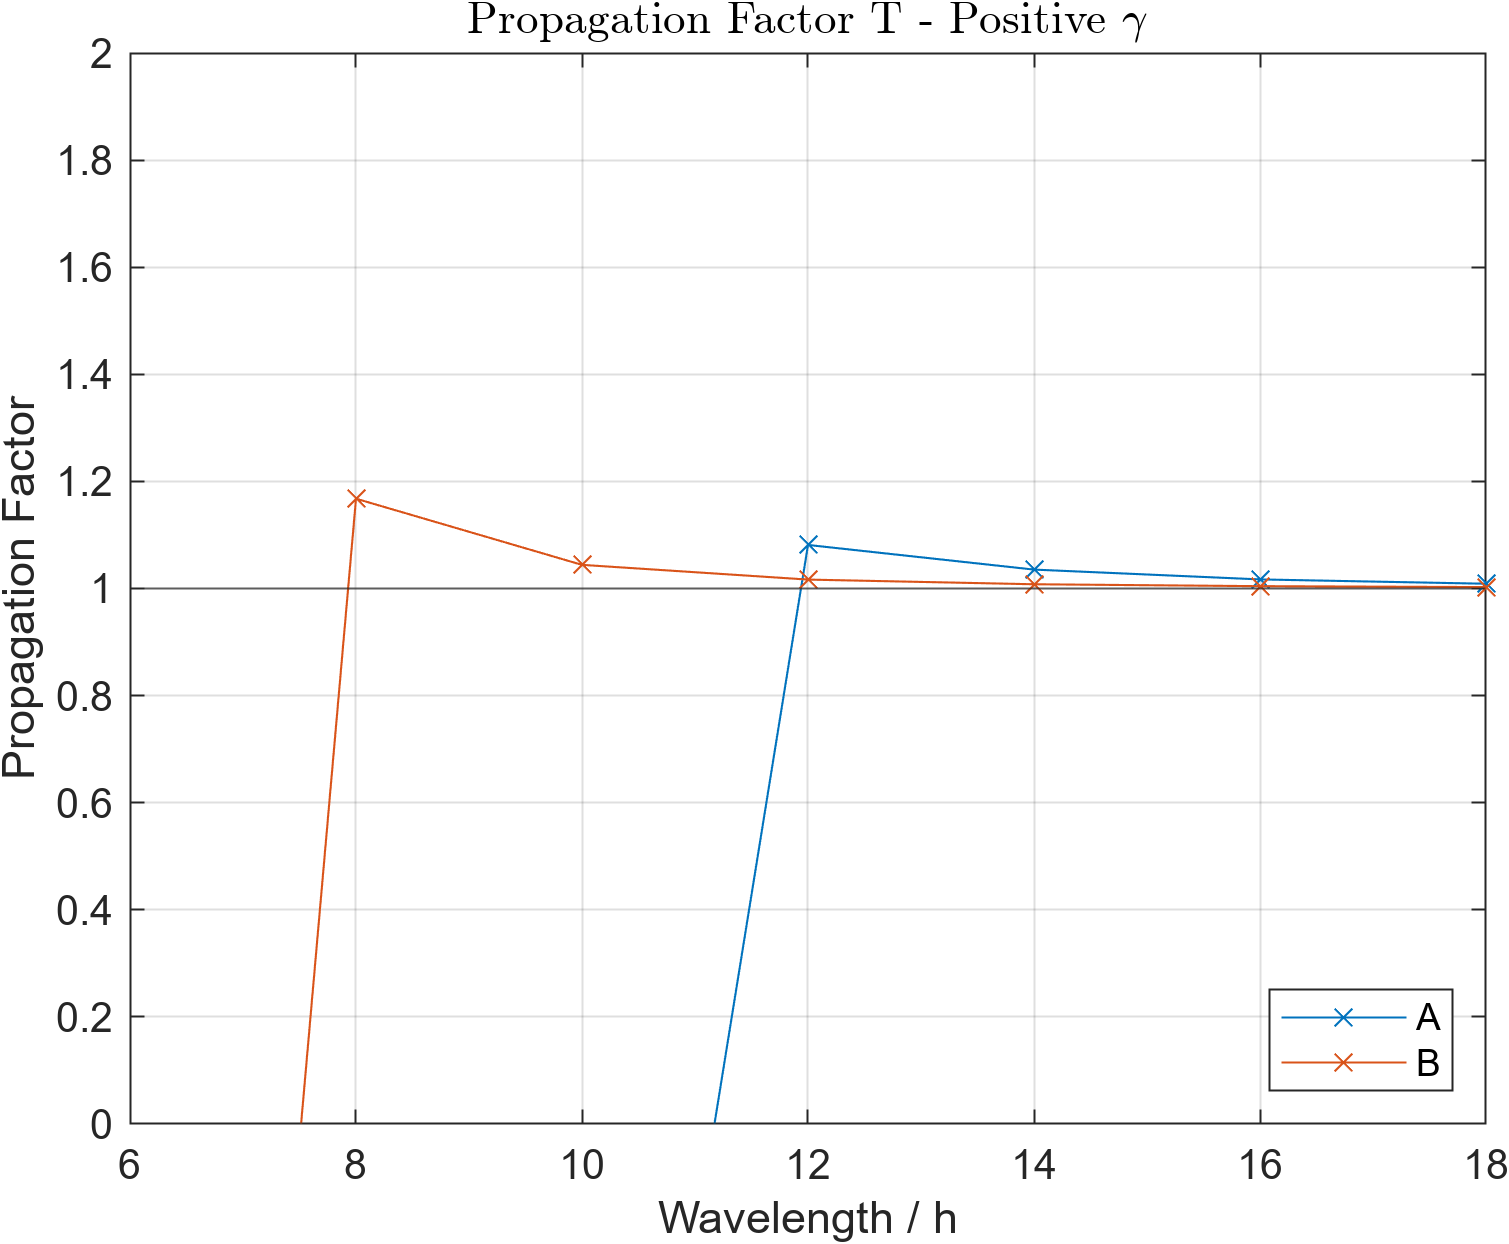 Propagation Factor T - Positive γ
2
1.8
1.6
1.4
1.2
1
0.8
0.6
0.4
0.2
0
Propagation Factor
6 8 10 12 14 16 18
Wavelength / h
A
B